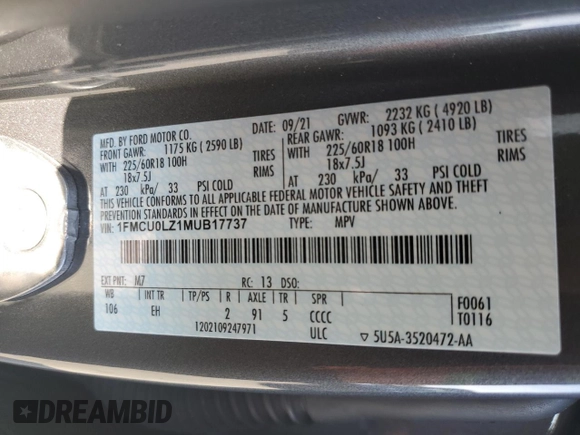 MFD. BY FORD MOTOR CO.
DATE: 09/21 GVWR: 2232 KG ( 4920 LB)
FRONT GAWR: 1175 KG ( 2590 LB) REAR GAWR: 1093 KG ( 2410 LB)
WITH 225/60R18 100H TIRES WITH 225/60R18 100H TIRES
18x7.5J RIMS 18x7.5J RIMS
AT 230 kPa/ 33 PSI COLD AT 230 kPa/ 33 PSI COLD
THIS VEHICLE CONFORMS TO ALL APPLICABLE FEDERAL MOTOR VEHICLE SAFETY AND THEFT
PREVENTION STANDARDS IN EFFECT ON THE DATE OF MANUFACTURE SHOWN ABOVE.
VIN: 1FMCU0LZ1MUB17737 TYPE: MPV
EXT PNT: M7 RC: 13 DSO:
WB INT TR TP/PS R AXLE TR SPR F0061
106 EH 2 91 5 CCCC T0116
1202109247971 ULC ▽ 5U5A-3520472-AA
DREAMBID